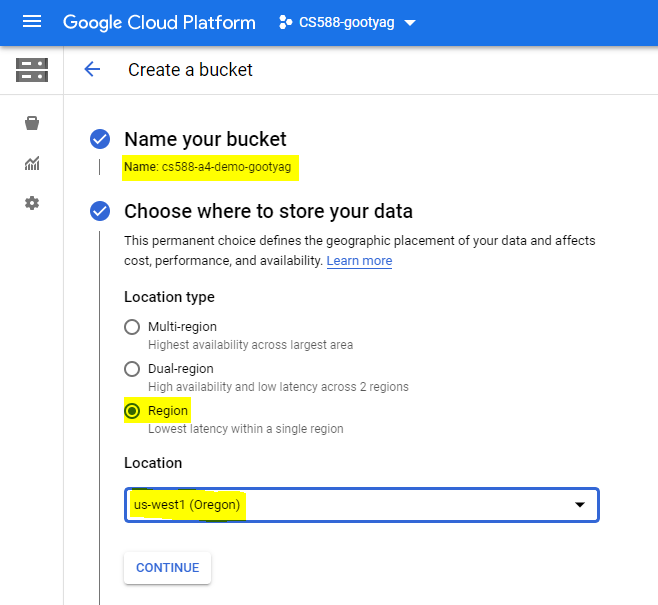 Google Cloud Platform CS588-gootyag
Create a bucket
Name your bucket
Name: cs588-a4-demo-gootyag
Choose where to store your data
This permanent choice defines the geographic placement of your data and affects
cost, performance, and availability. Learn more
Location type
Multi-region
Highest availability across largest area
Dual-region
High availability and low latency across 2 regions
Region
Lowest latency within a single region
Location
us-west1 (Oregon)
CONTINUE